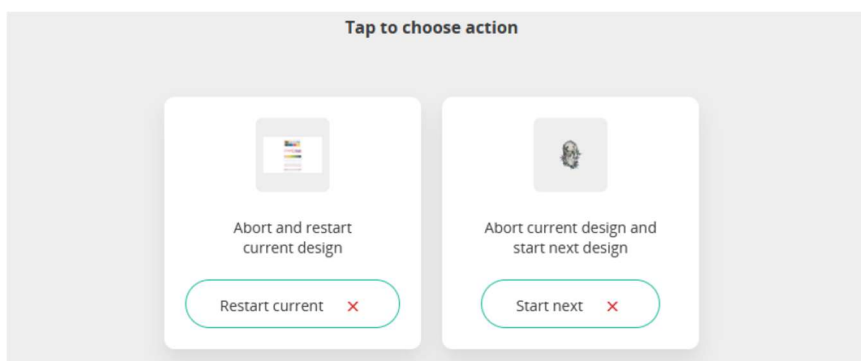 Tap to choose action
Abort and restart
current design
Restart current ✕
Abort current design and
start next design
Start next ✕